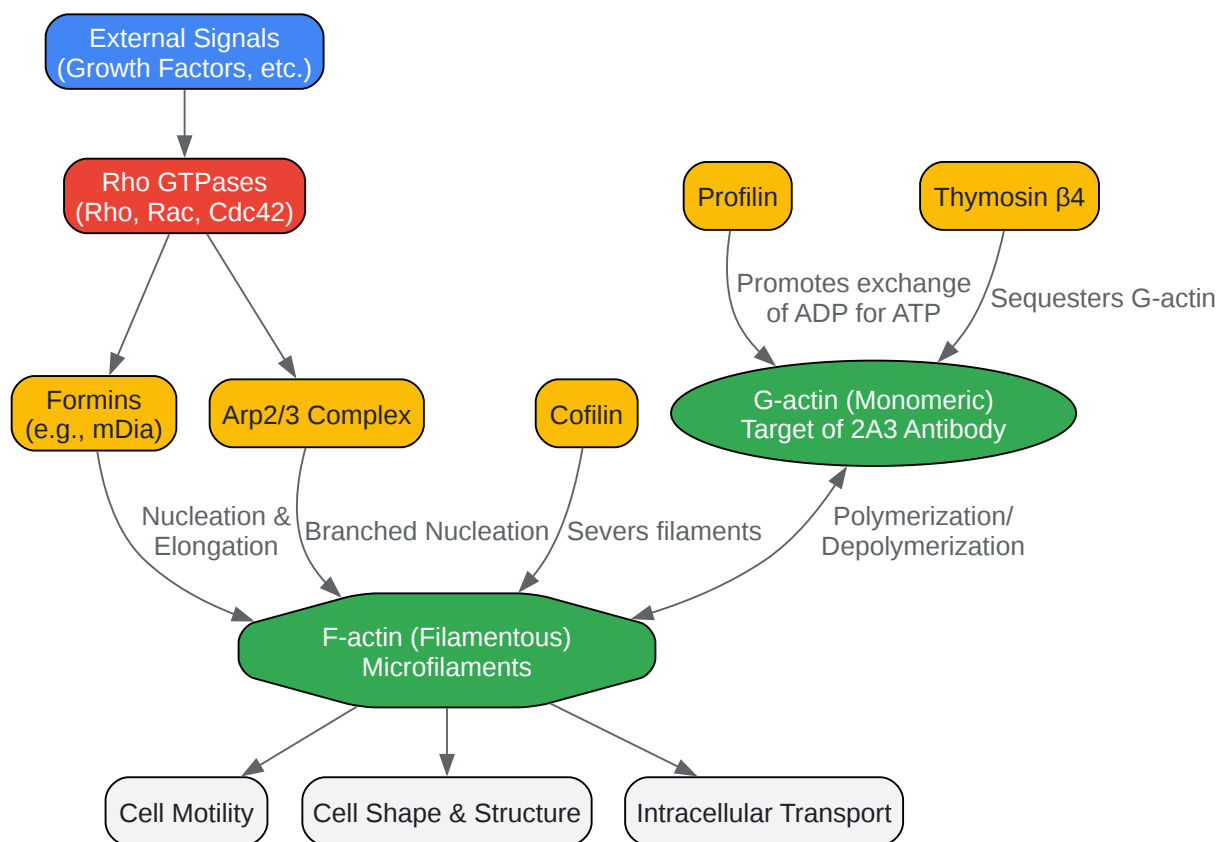 External Signals
(Growth Factors, etc.)
Rho GTPases
(Rho, Rac, Cdc42)
Profilin
Thymosin β4
Promotes exchange
of ADP for ATP
Sequesters G-actin
Formins
(e.g., mDia)
Arp2/3 Complex
Cofilin
G-actin (Monomeric)
Target of 2A3 Antibody
Nucleation &
Elongation
Branched Nucleation
Severs filaments
Polymerization/
Depolymerization
F-actin (Filamentous)
Microfilaments
Cell Motility
Cell Shape & Structure
Intracellular Transport